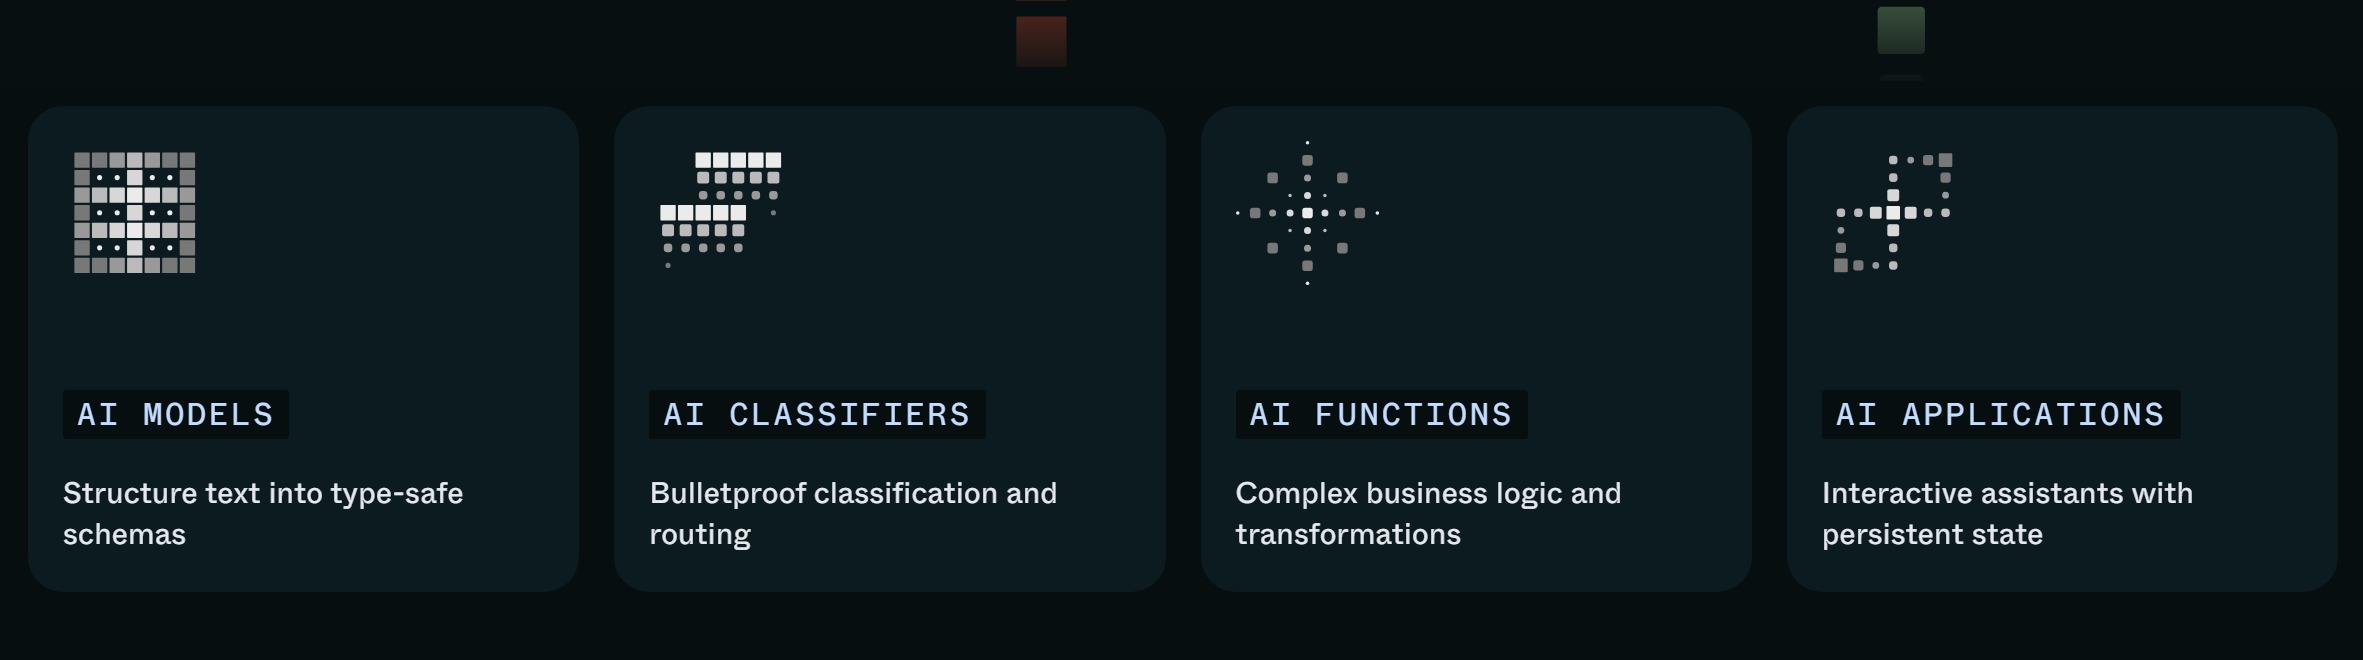 AI MODELS
Structure text into type-safe
schemas
AI CLASSIFIERS
Bulletproof classification and
routing
AI FUNCTIONS
Complex business logic and
transformations
AI APPLICATIONS
Interactive assistants with
persistent state